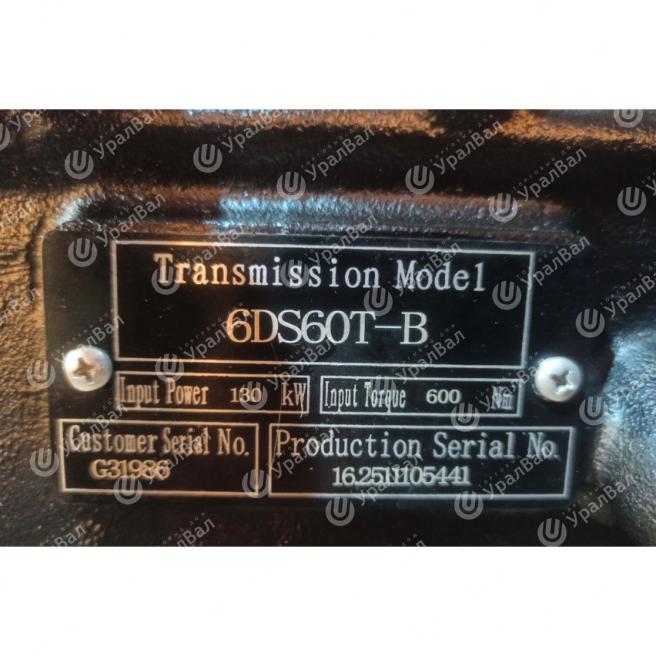 Transmission Model
6DS60T-B
Input Power 130 kW Input Torque 600 Nm
Customer Serial No. Production Serial No.
G31986 16.2511105441
УралВал